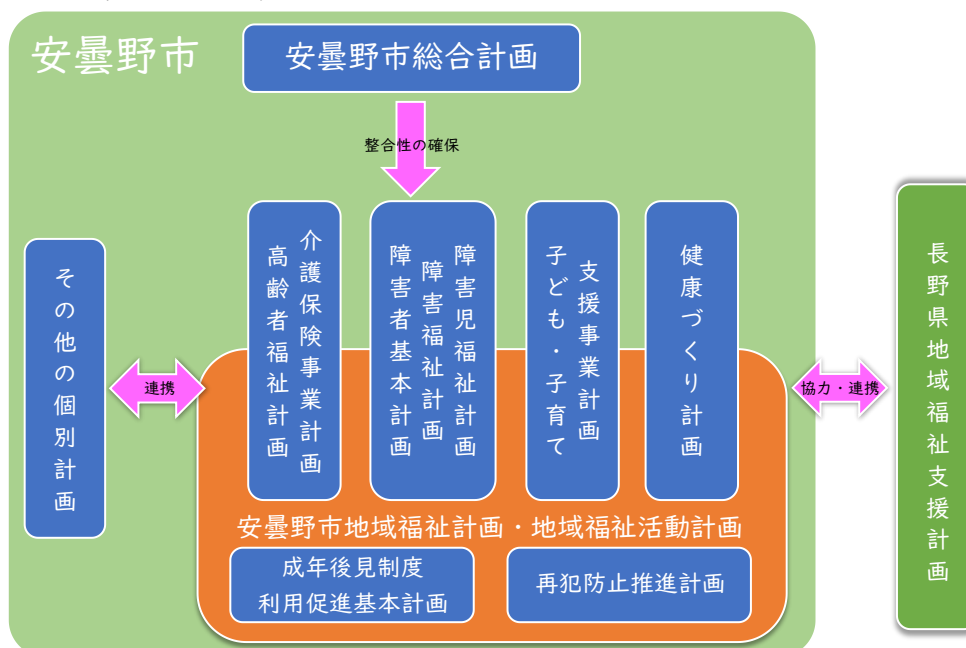 安曇野市
安曇野市総合計画
整合性の確保
その他の個別計画
連携
高齢者福祉計画
介護保険事業計画
障害者基本計画
障害福祉計画
障害児福祉計画
子ども・子育て
支援事業計画
健康づくり計画
協力・連携
長野県地域福祉支援計画
安曇野市地域福祉計画・地域福祉活動計画
成年後見制度
利用促進基本計画
再犯防止推進計画